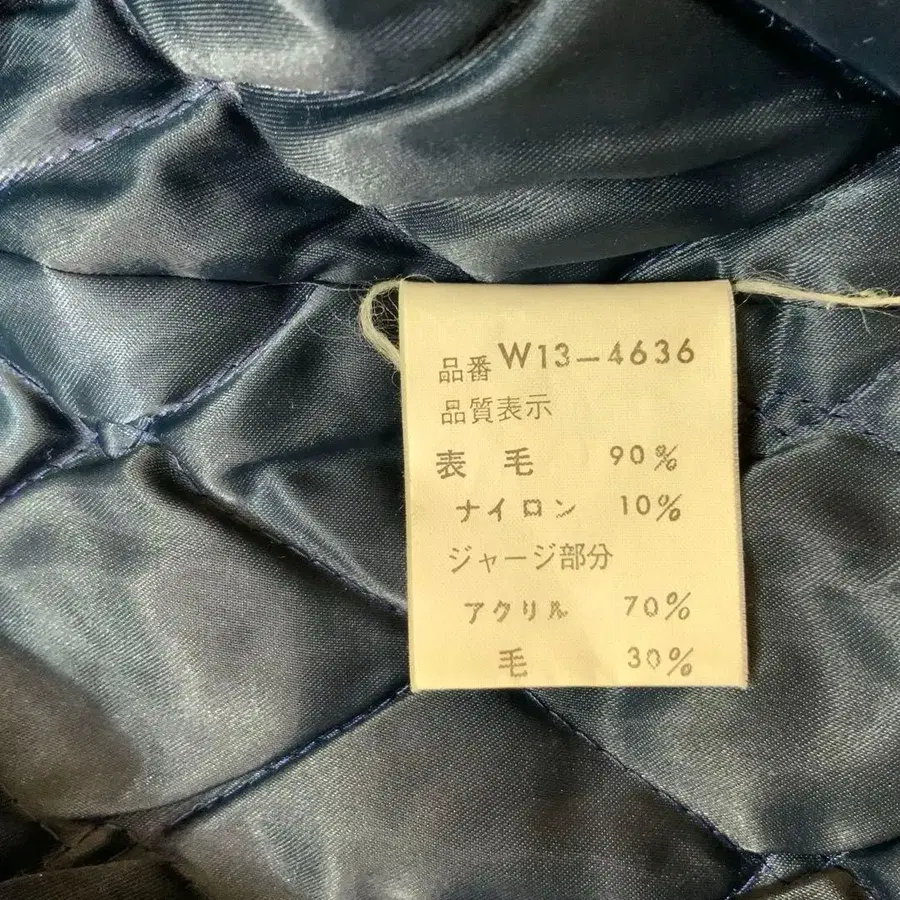 品番 W13-4636
品質表示
表 毛 90%
ナイロン 10%
ジャージ部分
アクリル 70%
毛 30%